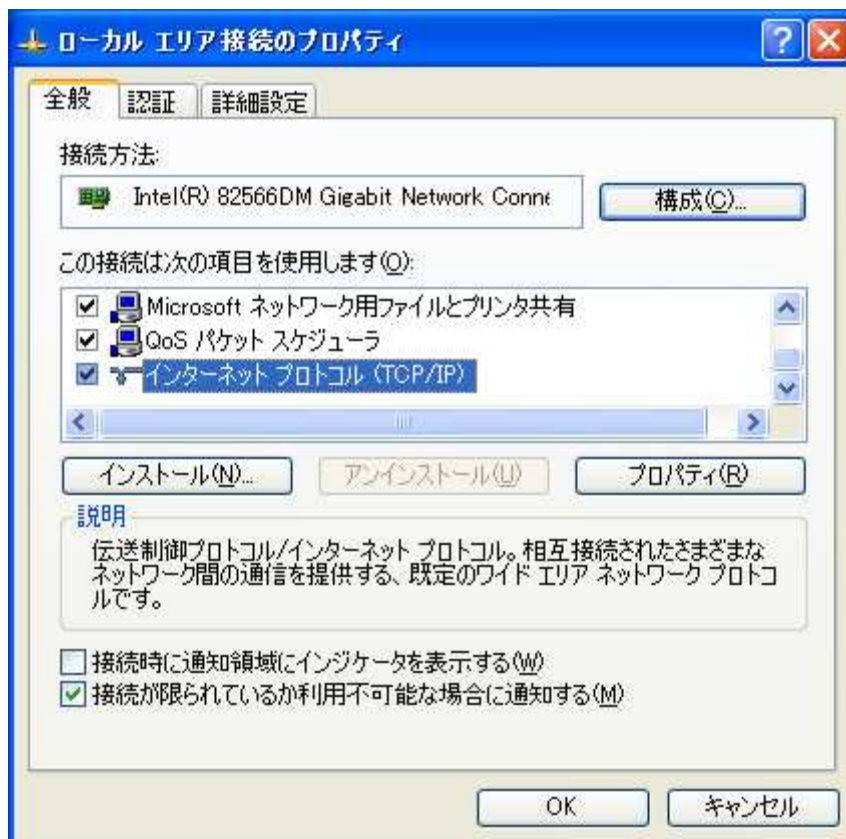 ローカル エリア接続のプロパティ
全般 認証 詳細設定
接続方法:
Intel(R) 82566DM Gigabit Network Conne
構成(C)...
この接続は次の項目を使用します(O):
Microsoft ネットワーク用ファイルとプリンタ共有
QoS パケット スケジューラ
インターネット プロトコル (TCP/IP)
インストール(N)... アンインストール(U) プロパティ(R)
説明
伝送制御プロトコル/インターネット プロトコル。相互接続されたさまざまな
ネットワーク間の通信を提供する、既定のワイド エリア ネットワーク プロトコ
ルです。
接続時に通知領域にインジケータを表示する(W)
接続が限られているか利用不可能な場合に通知する(M)
OK キャンセル